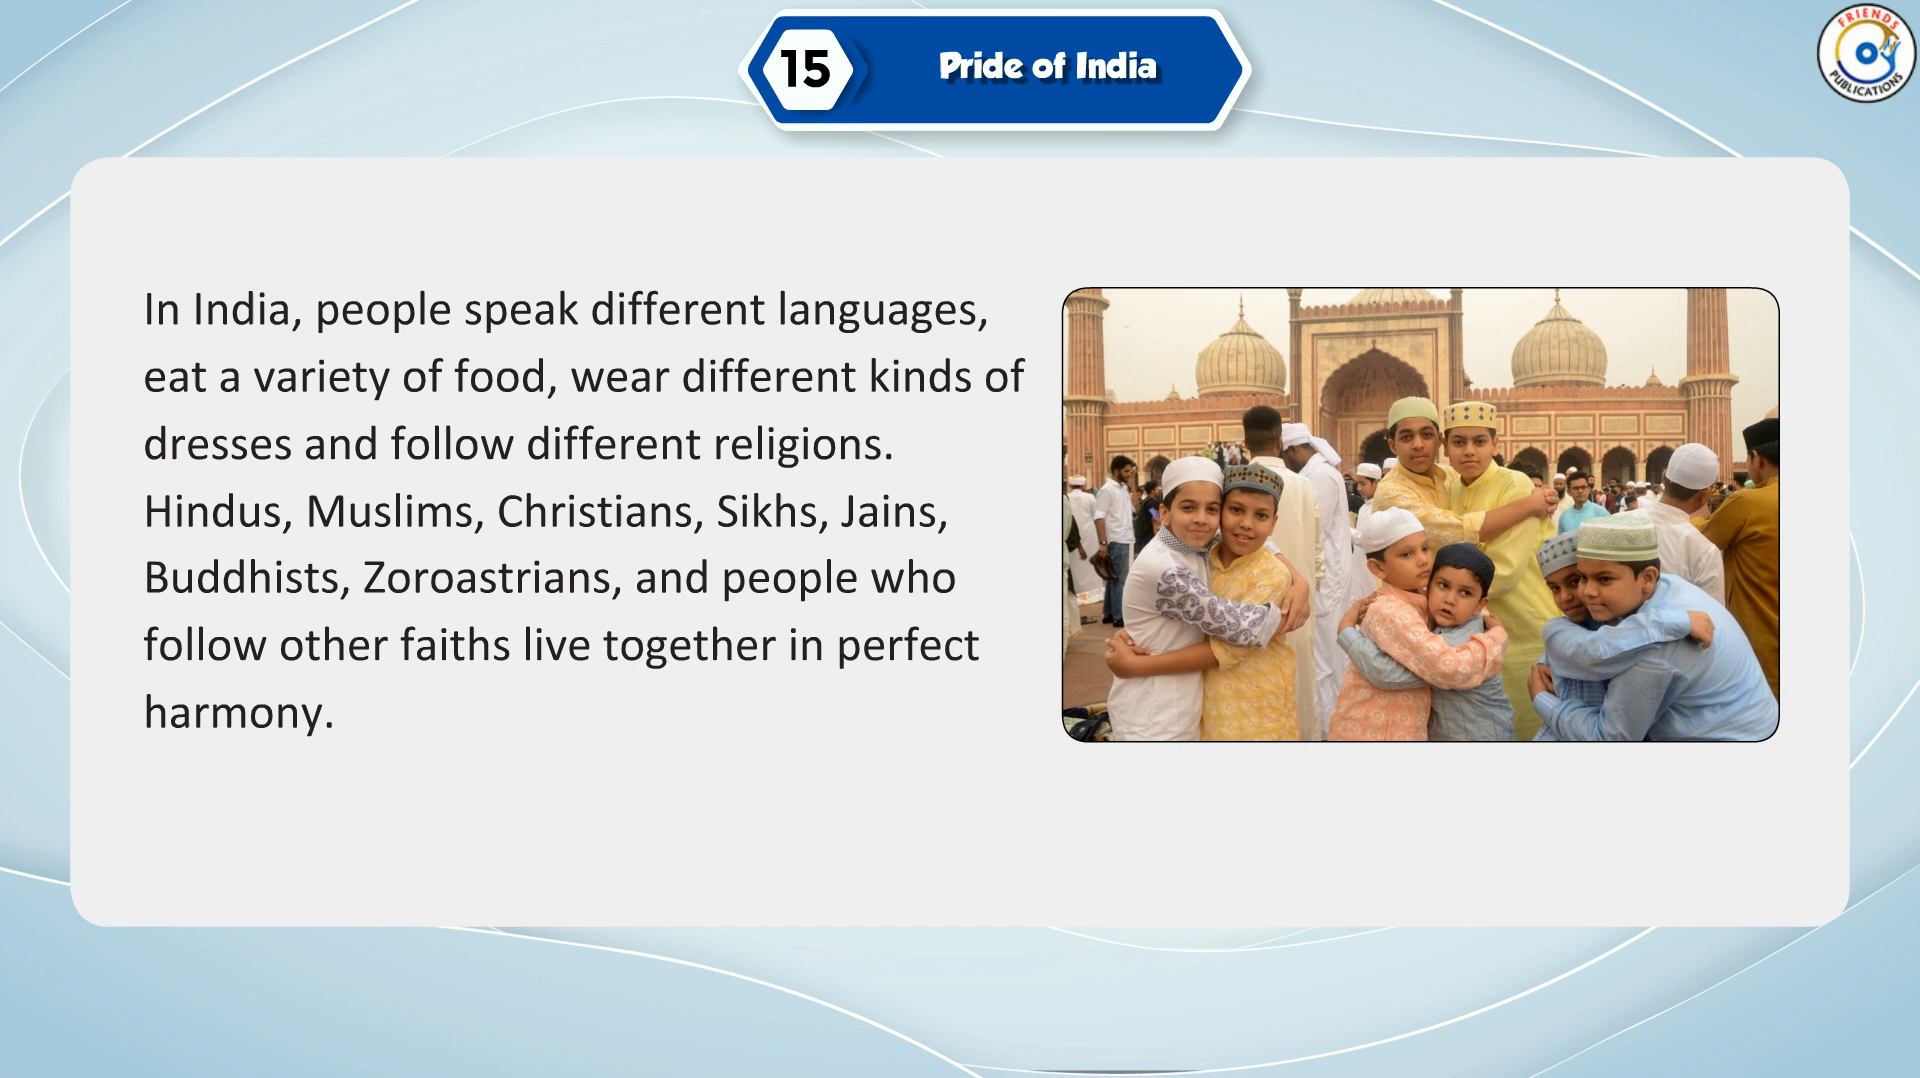 15
Pride of India
FRIENDS
PUBLICATIONS
In India, people speak different languages,
eat a variety of food, wear different kinds of
dresses and follow different religions.
Hindus, Muslims, Christians, Sikhs, Jains,
Buddhists, Zoroastrians, and people who
follow other faiths live together in perfect
harmony.